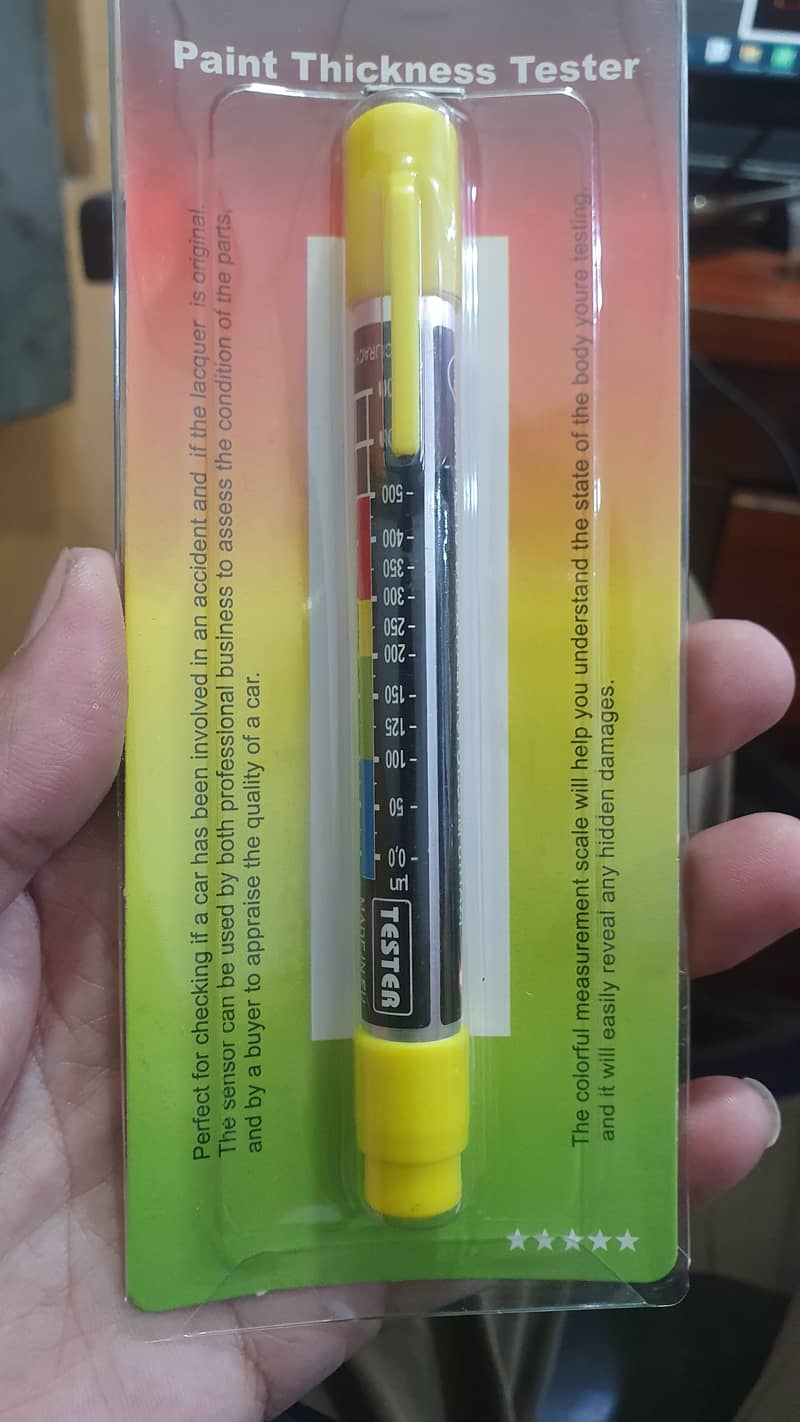 Paint Thickness Tester
Perfect for checking if a car has been involved in an accident and if the lacquer is original.
The sensor can be used by both professional business to assess the condition of the parts,
and by a buyer to appraise the quality of a car.
500
400
350
300
250
200
150
125
100
50
0,0
µm
TESTER
The colorful measurement scale will help you understand the state of the body youre testing,
and it will easily reveal any hidden damages.